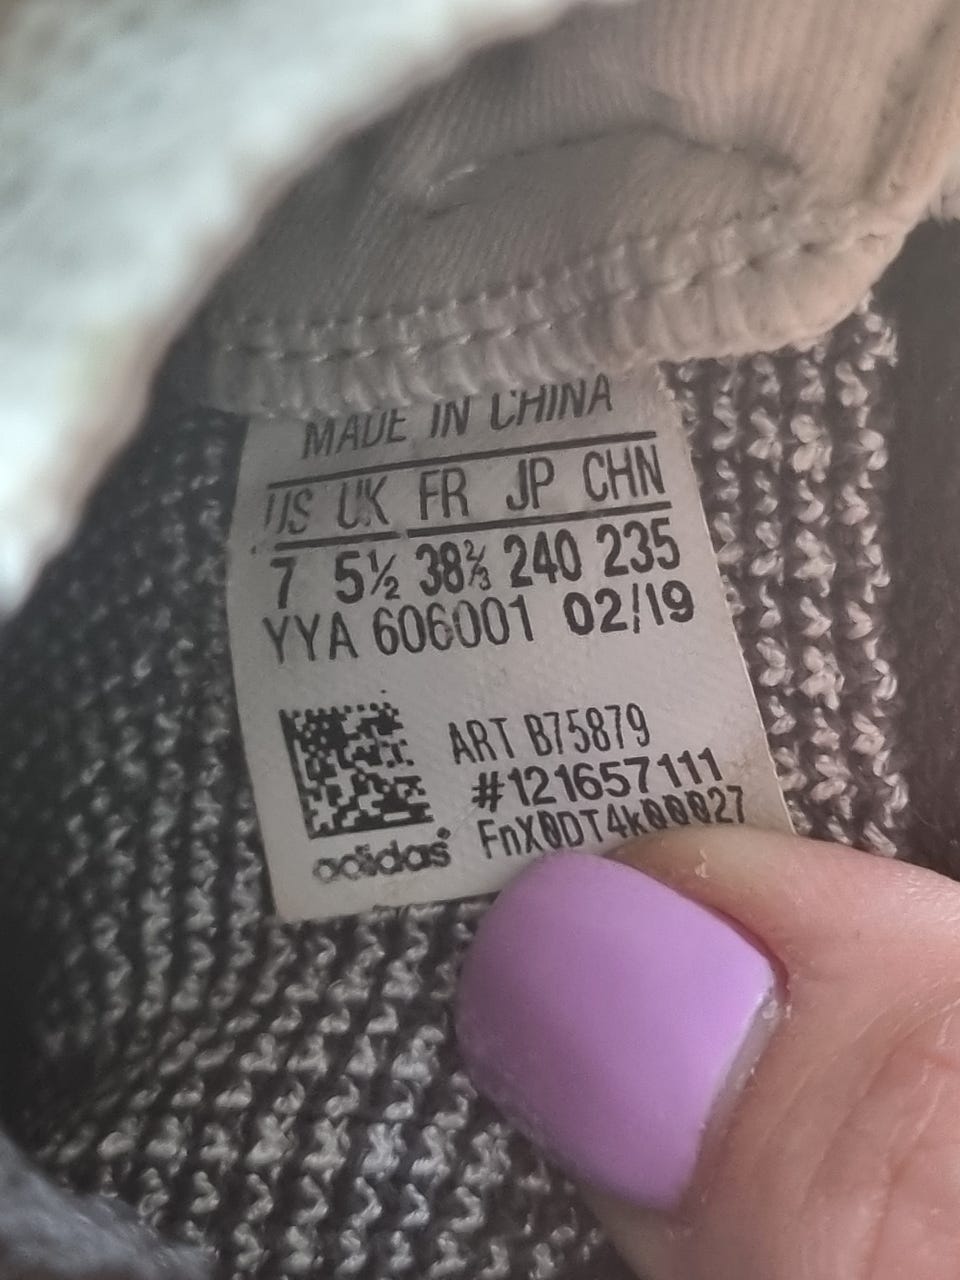 MADE IN CHINA
US UK FR JP CHN
7 5½ 38⅔ 240 235
YYA 606001 02/19
ART B75879
#121657111
FnX0DT4k00027
adidas